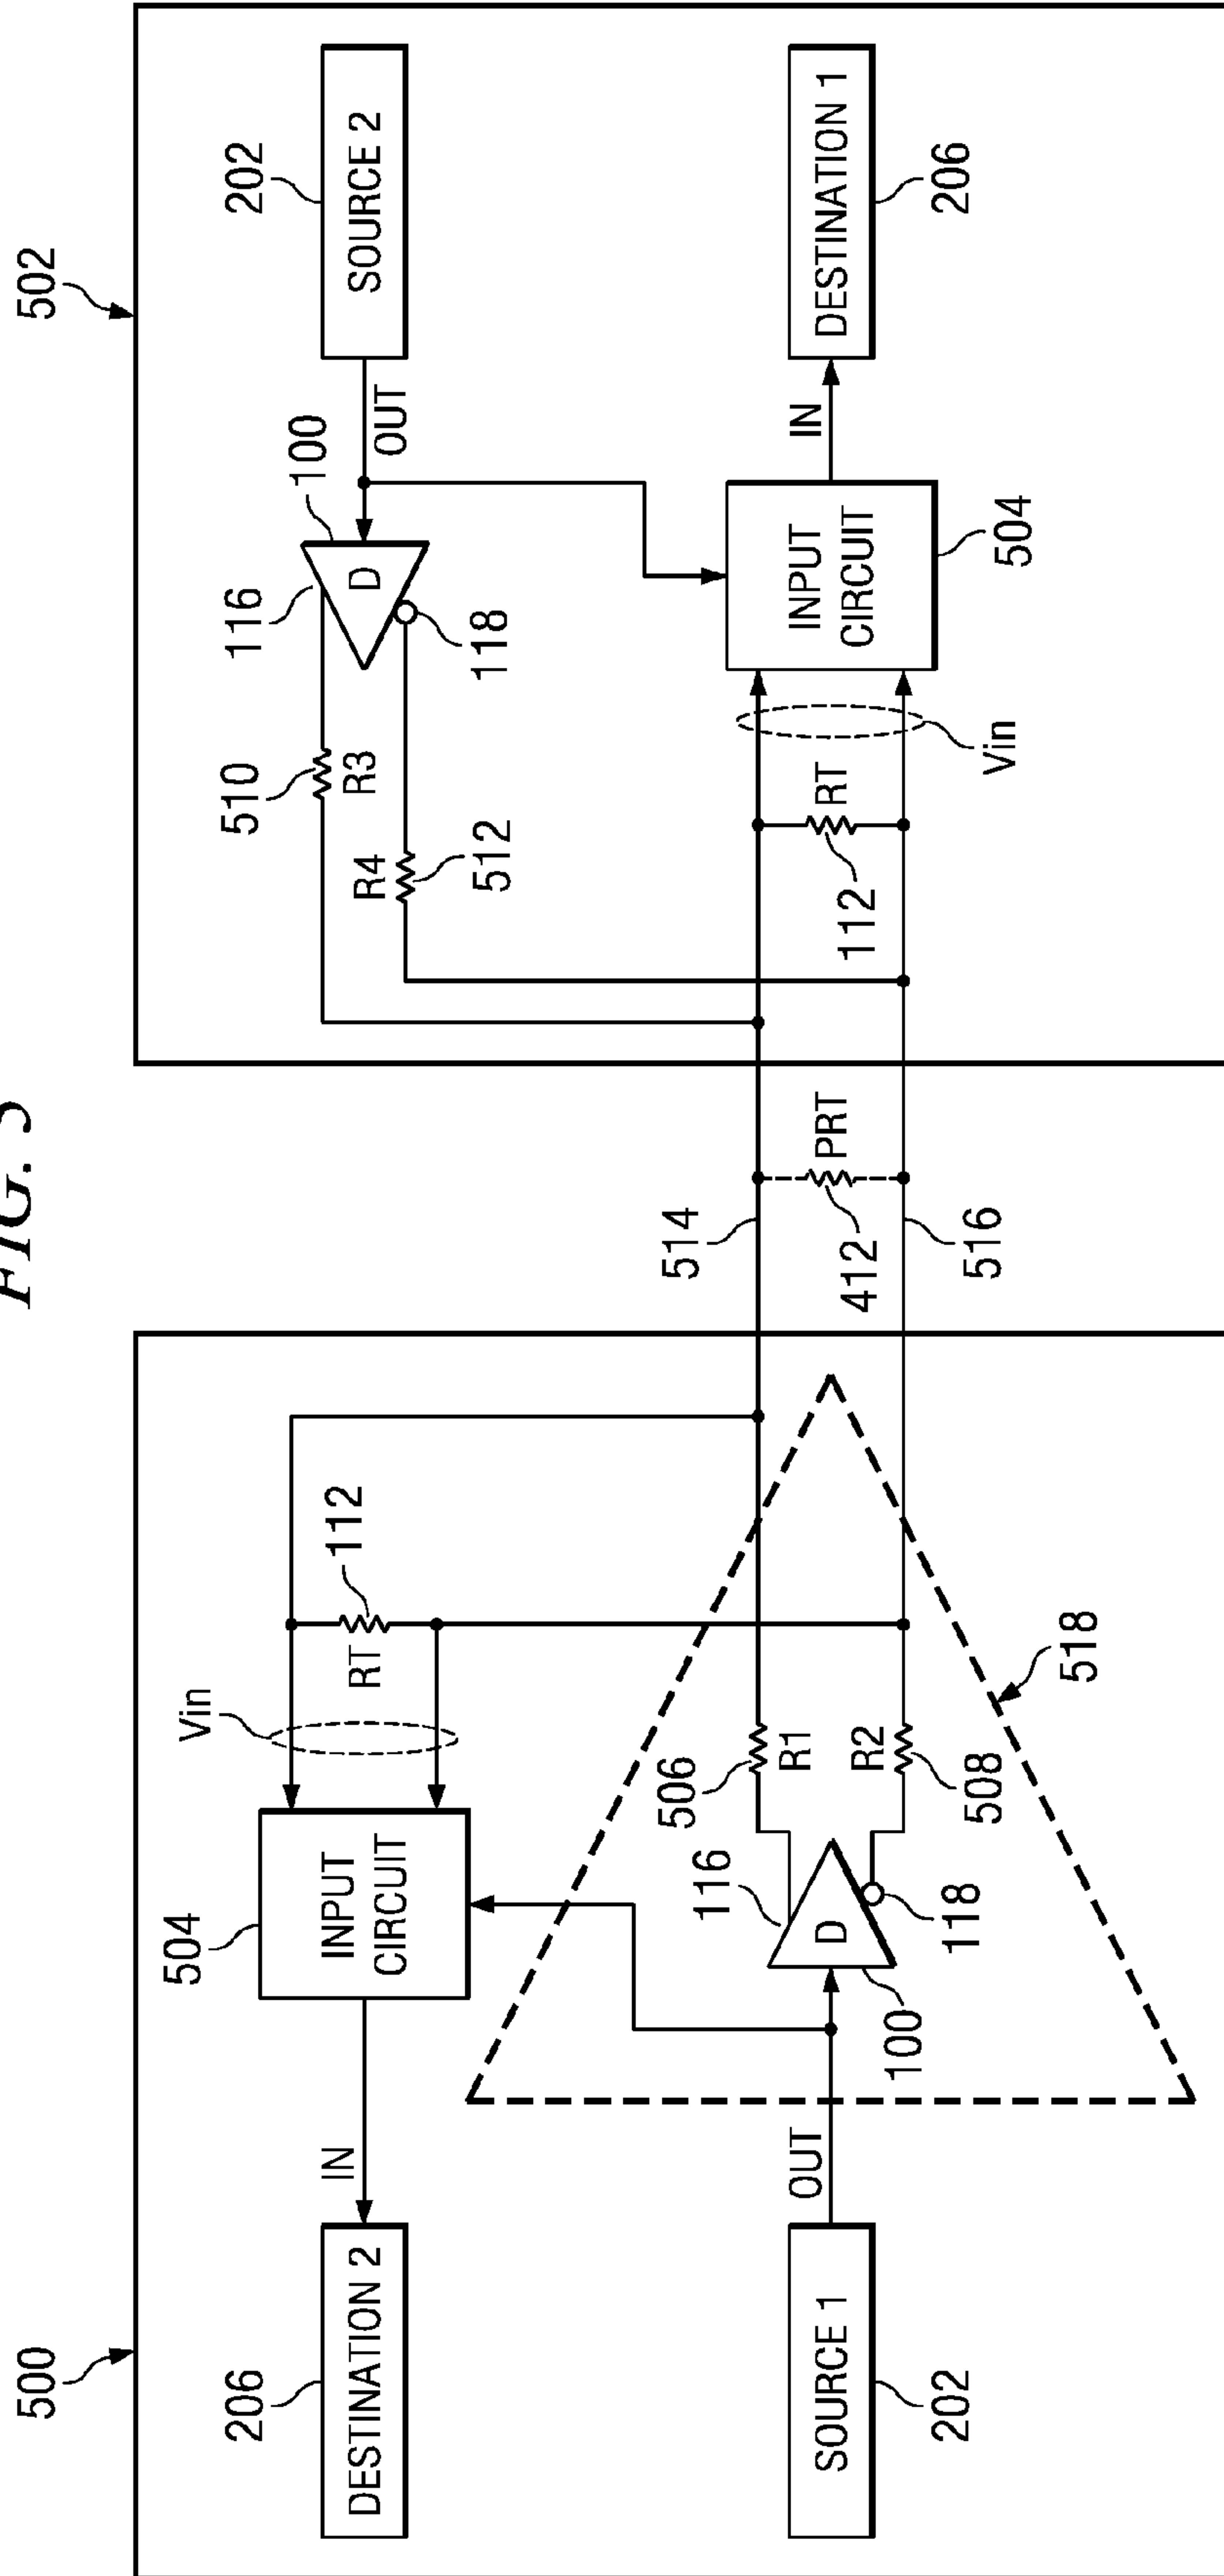 FIG. 5
500
502
206
DESTINATION 2
IN
504
INPUT
CIRCUIT
Vin
RT
112
SOURCE 1
202
OUT
100
D
116
118
506
R1
R2
508
518
514
412
PRT
516
510
R3
R4
512
116
118
D
100
OUT
SOURCE 2
202
112
RT
Vin
INPUT
CIRCUIT
504
IN
DESTINATION 1
206